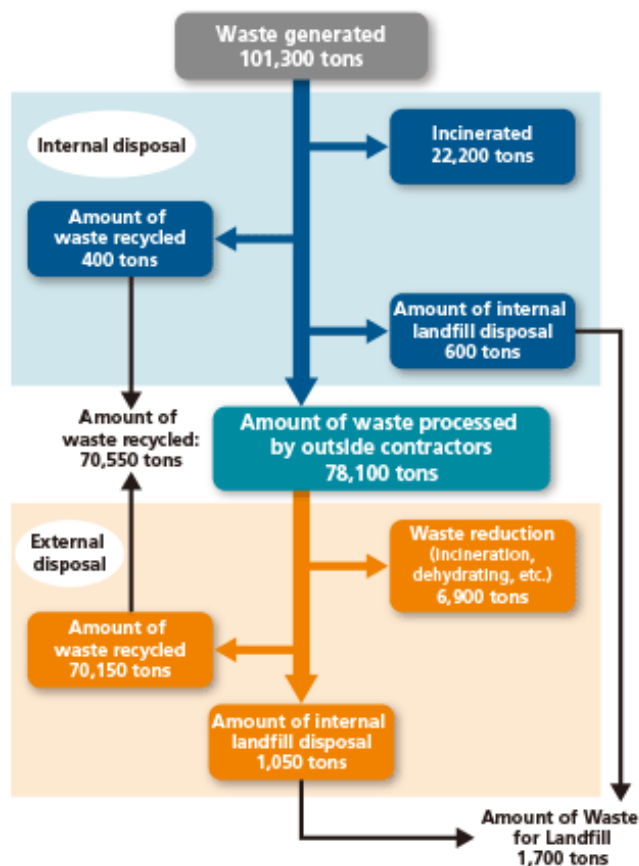 Waste generated
101,300 tons
Internal disposal
Incinerated
22,200 tons
Amount of
waste recycled
400 tons
Amount of internal
landfill disposal
600 tons
Amount of
waste recycled:
70,550 tons
Amount of waste processed
by outside contractors
78,100 tons
External
disposal
Waste reduction
(incineration,
dehydrating, etc.)
6,900 tons
Amount of
waste recycled
70,150 tons
Amount of internal
landfill disposal
1,050 tons
Amount of Waste
for Landfill
1,700 tons